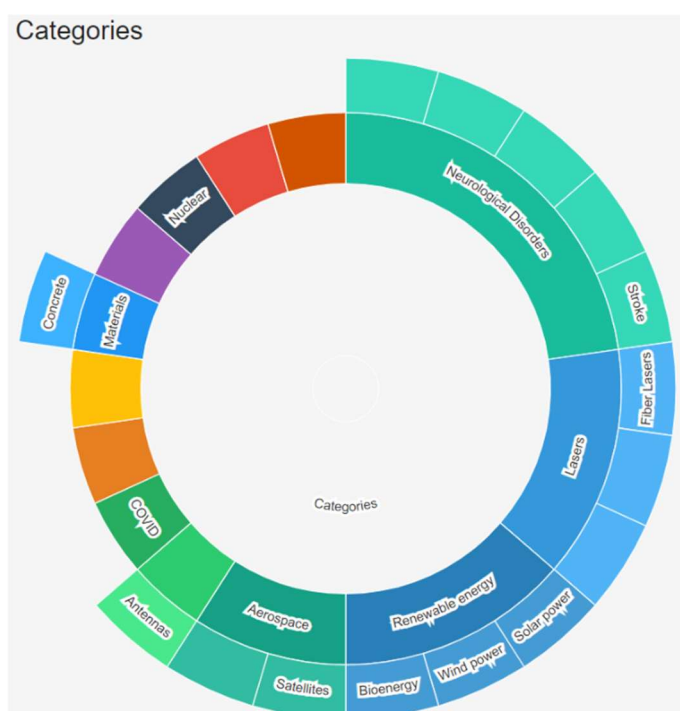 Categories
Neurological Disorders
Stroke
Fiber Lasers
Lasers
Solar power
Wind power
Bioenergy
Renewable energy
Satellites
Aerospace
Antennas
COVID
Concrete
Materials
Nuclear
Categories